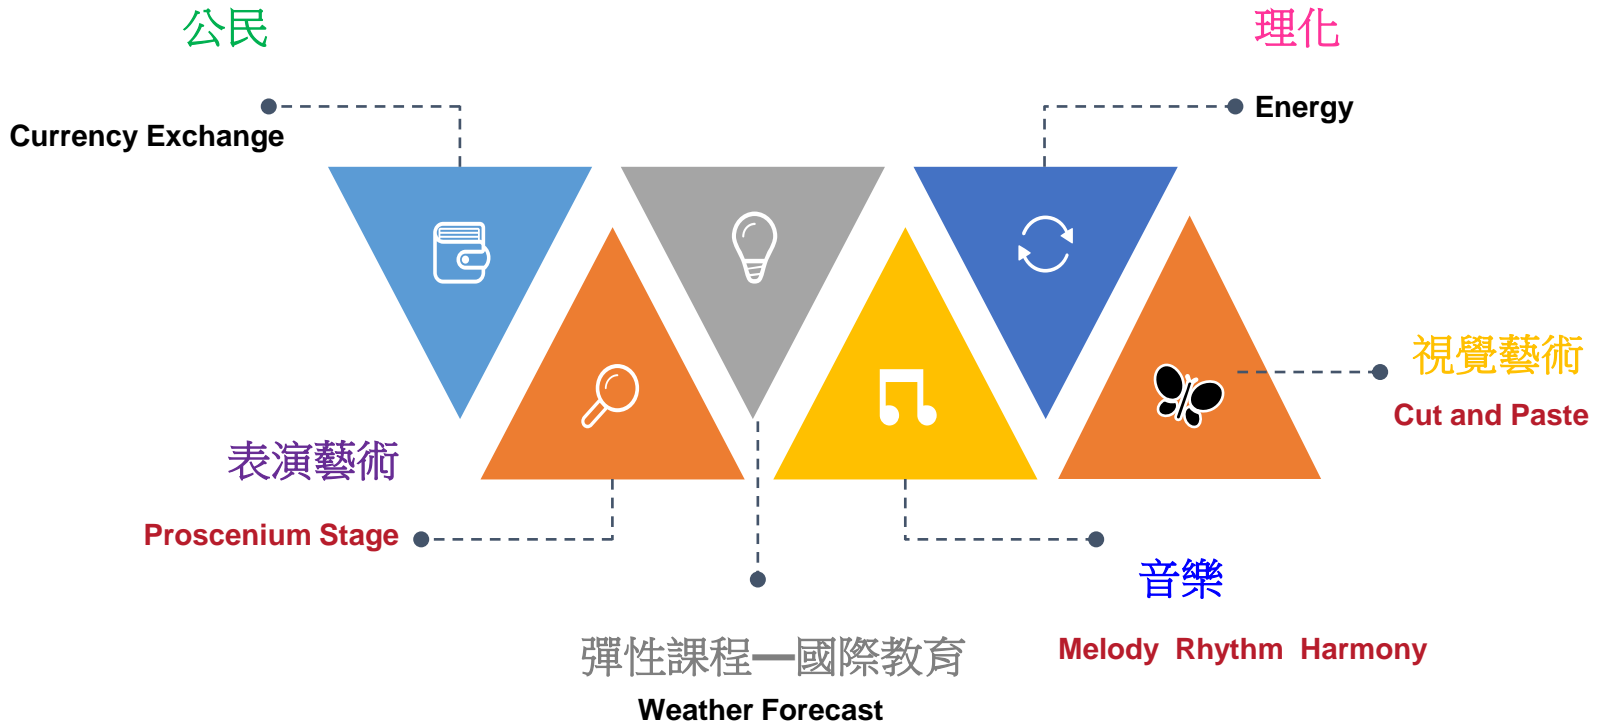 公民
Currency Exchange
理化
Energy
視覺藝術
Cut and Paste
表演藝術
Proscenium Stage
音樂
Melody Rhythm Harmony
彈性課程—國際教育
Weather Forecast